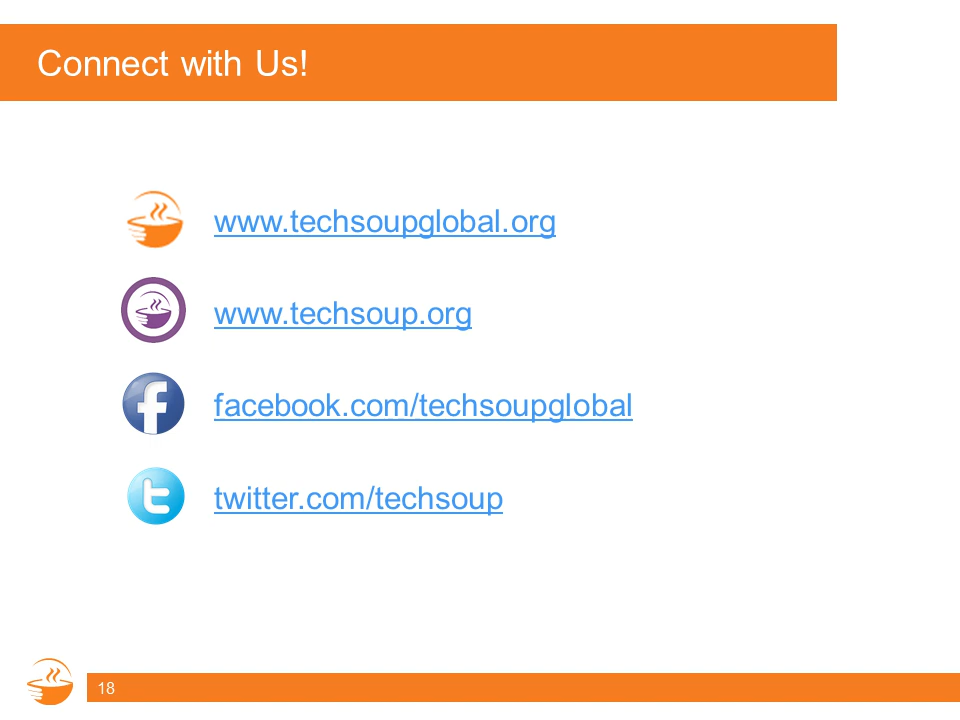 Connect with Us!
www.techsoupglobal.org
www.techsoup.org
facebook.com/techsoupglobal
twitter.com/techsoup
18